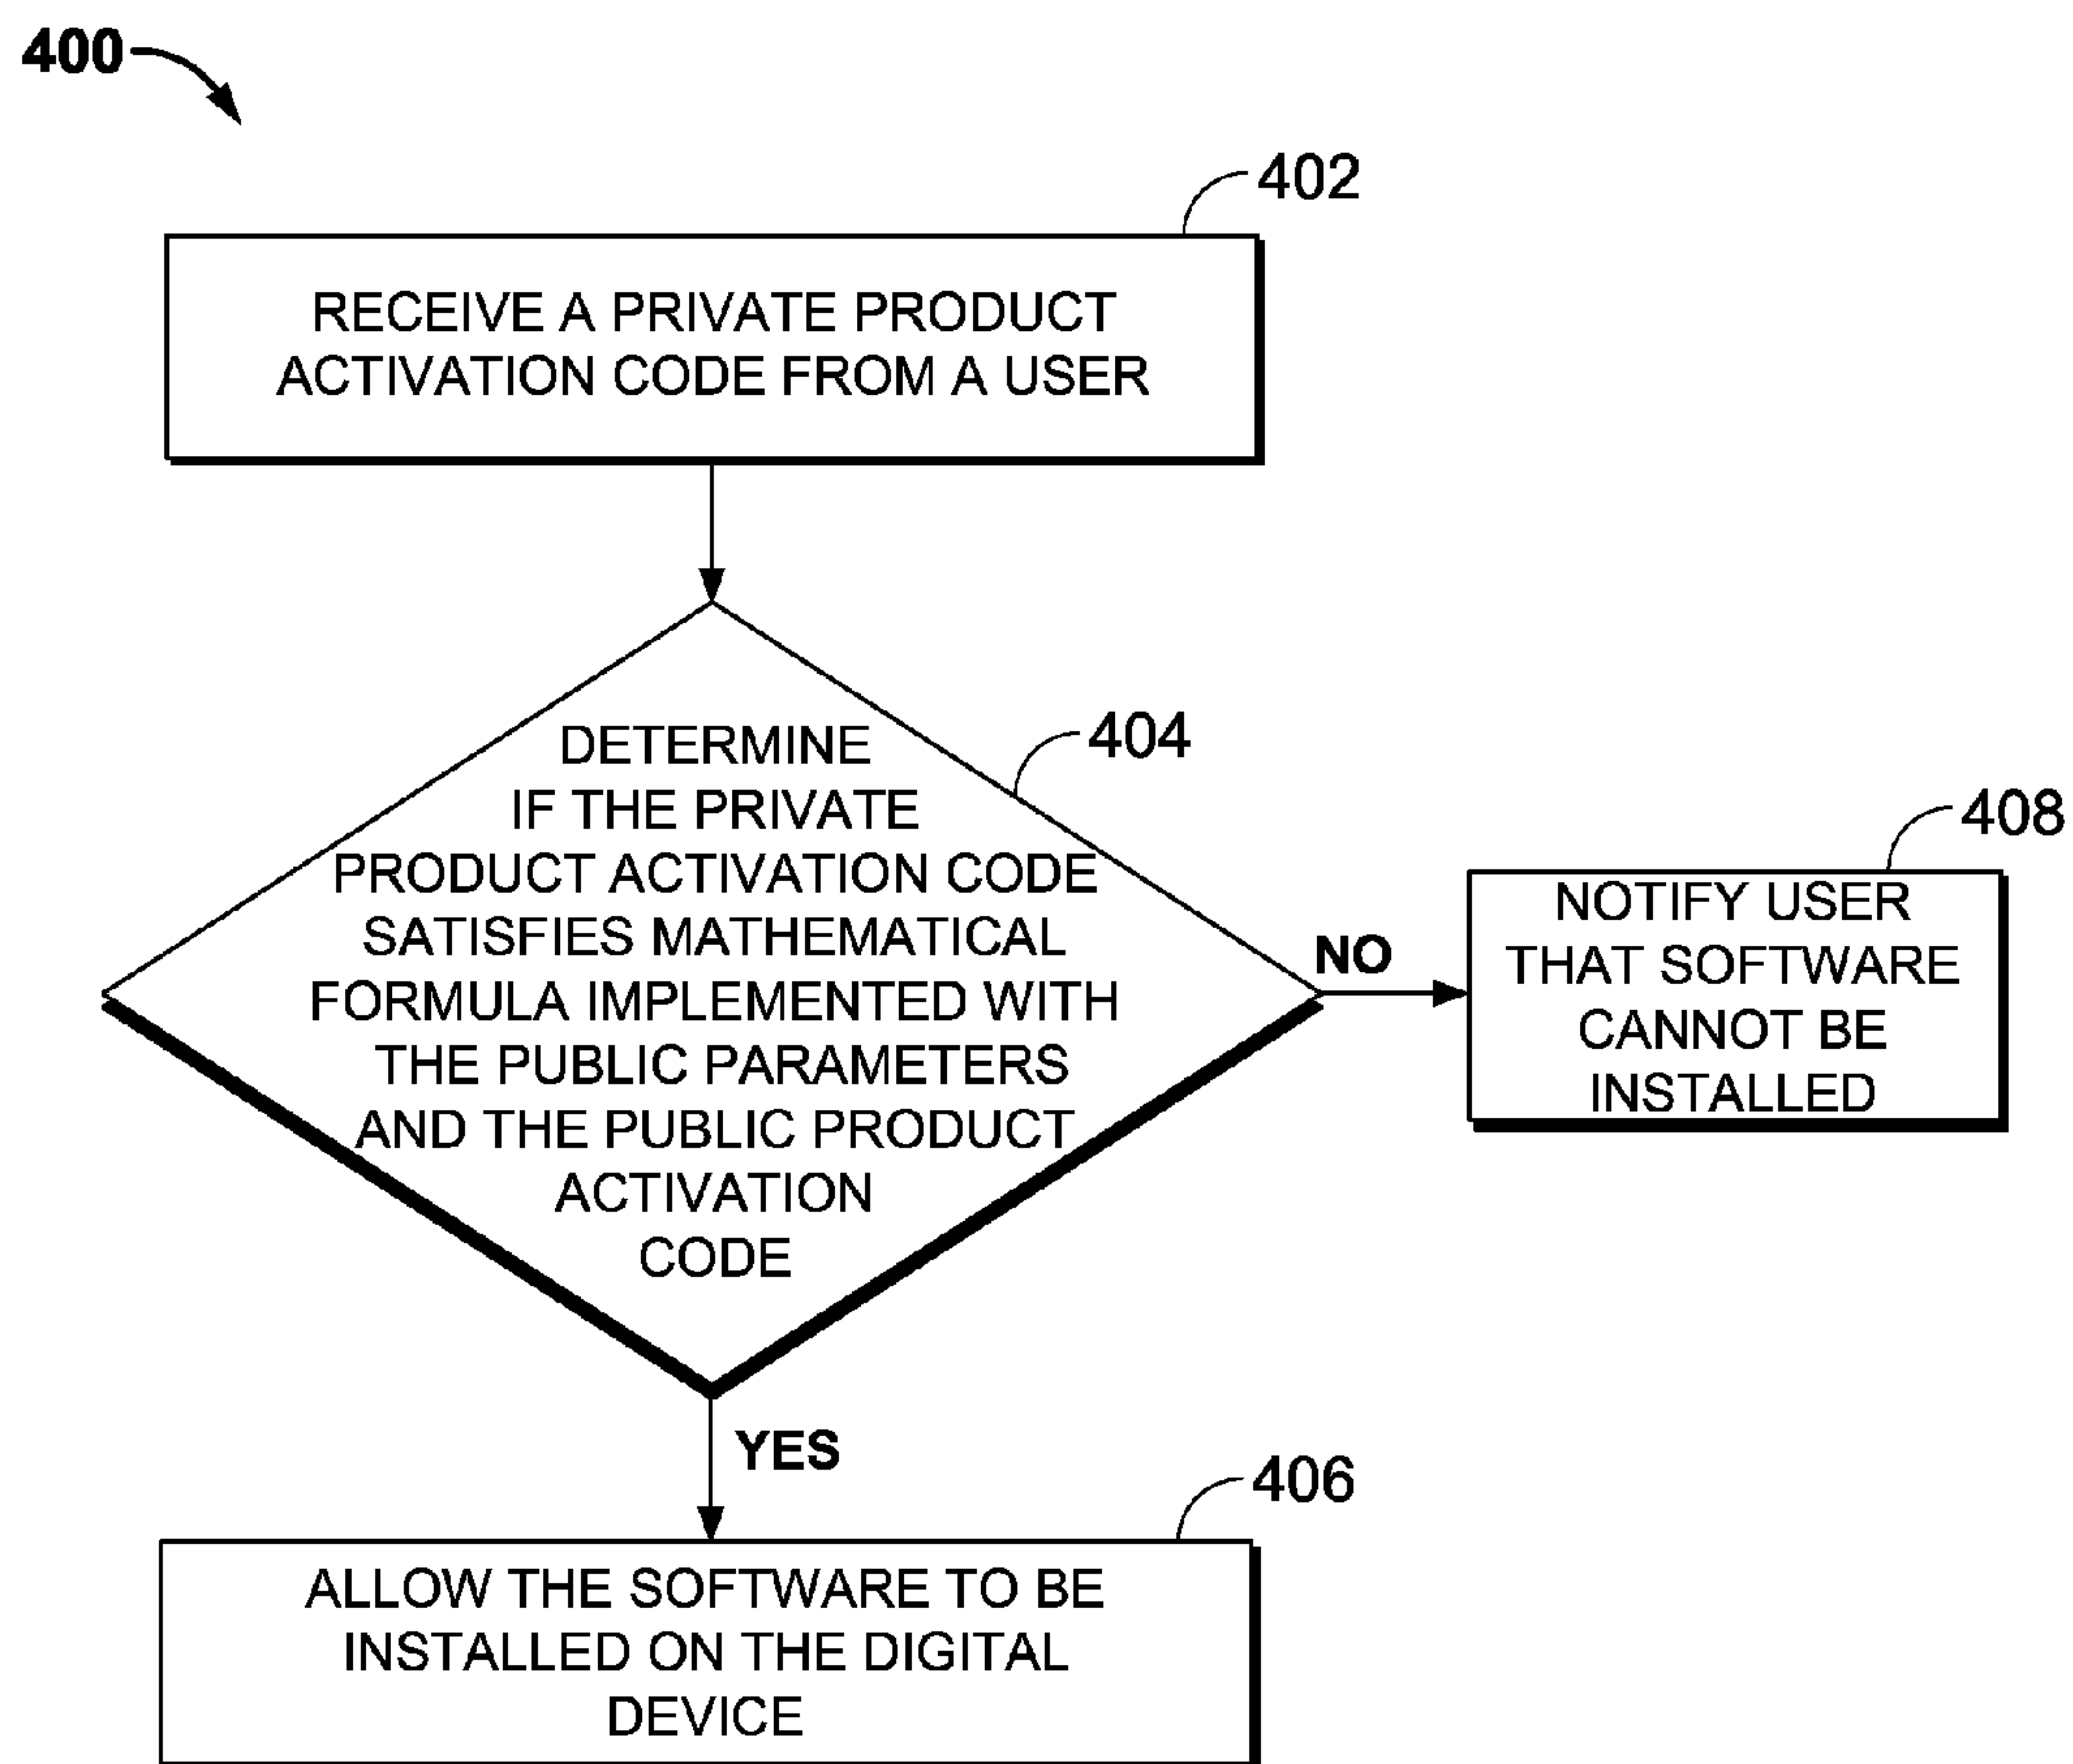 400
402
RECEIVE A PRIVATE PRODUCT
ACTIVATION CODE FROM A USER
404
DETERMINE
IF THE PRIVATE
PRODUCT ACTIVATION CODE
SATISFIES MATHEMATICAL
FORMULA IMPLEMENTED WITH
THE PUBLIC PARAMETERS
AND THE PUBLIC PRODUCT
ACTIVATION
CODE
NO
408
NOTIFY USER
THAT SOFTWARE
CANNOT BE
INSTALLED
YES
406
ALLOW THE SOFTWARE TO BE
INSTALLED ON THE DIGITAL
DEVICE